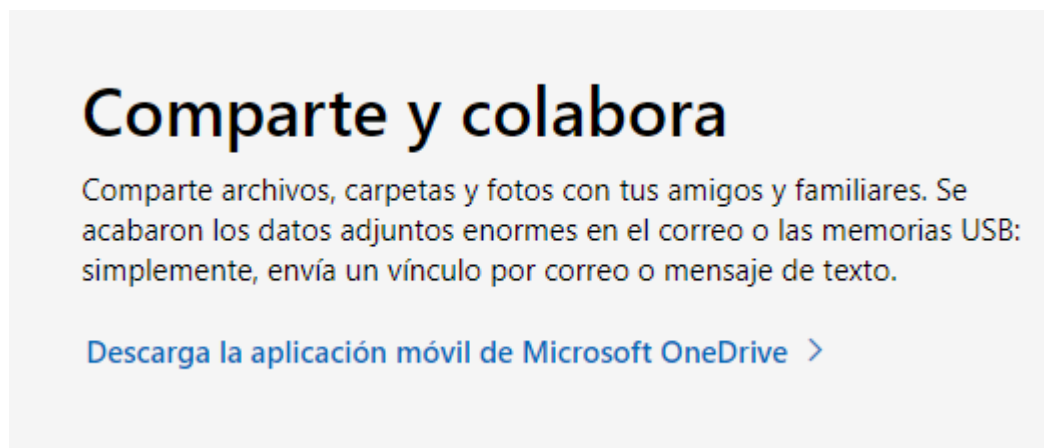 Comparte y colabora
Comparte archivos, carpetas y fotos con tus amigos y familiares. Se
acabaron los datos adjuntos enormes en el correo o las memorias USB:
simplemente, envía un vínculo por correo o mensaje de texto.
Descarga la aplicación móvil de Microsoft OneDrive >